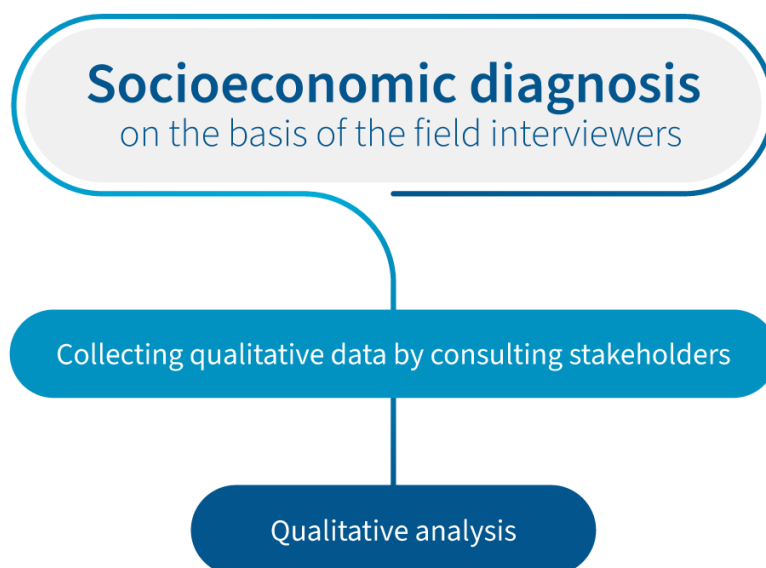 Socioeconomic diagnosis
on the basis of the field interviewers
Collecting qualitative data by consulting stakeholders
Qualitative analysis